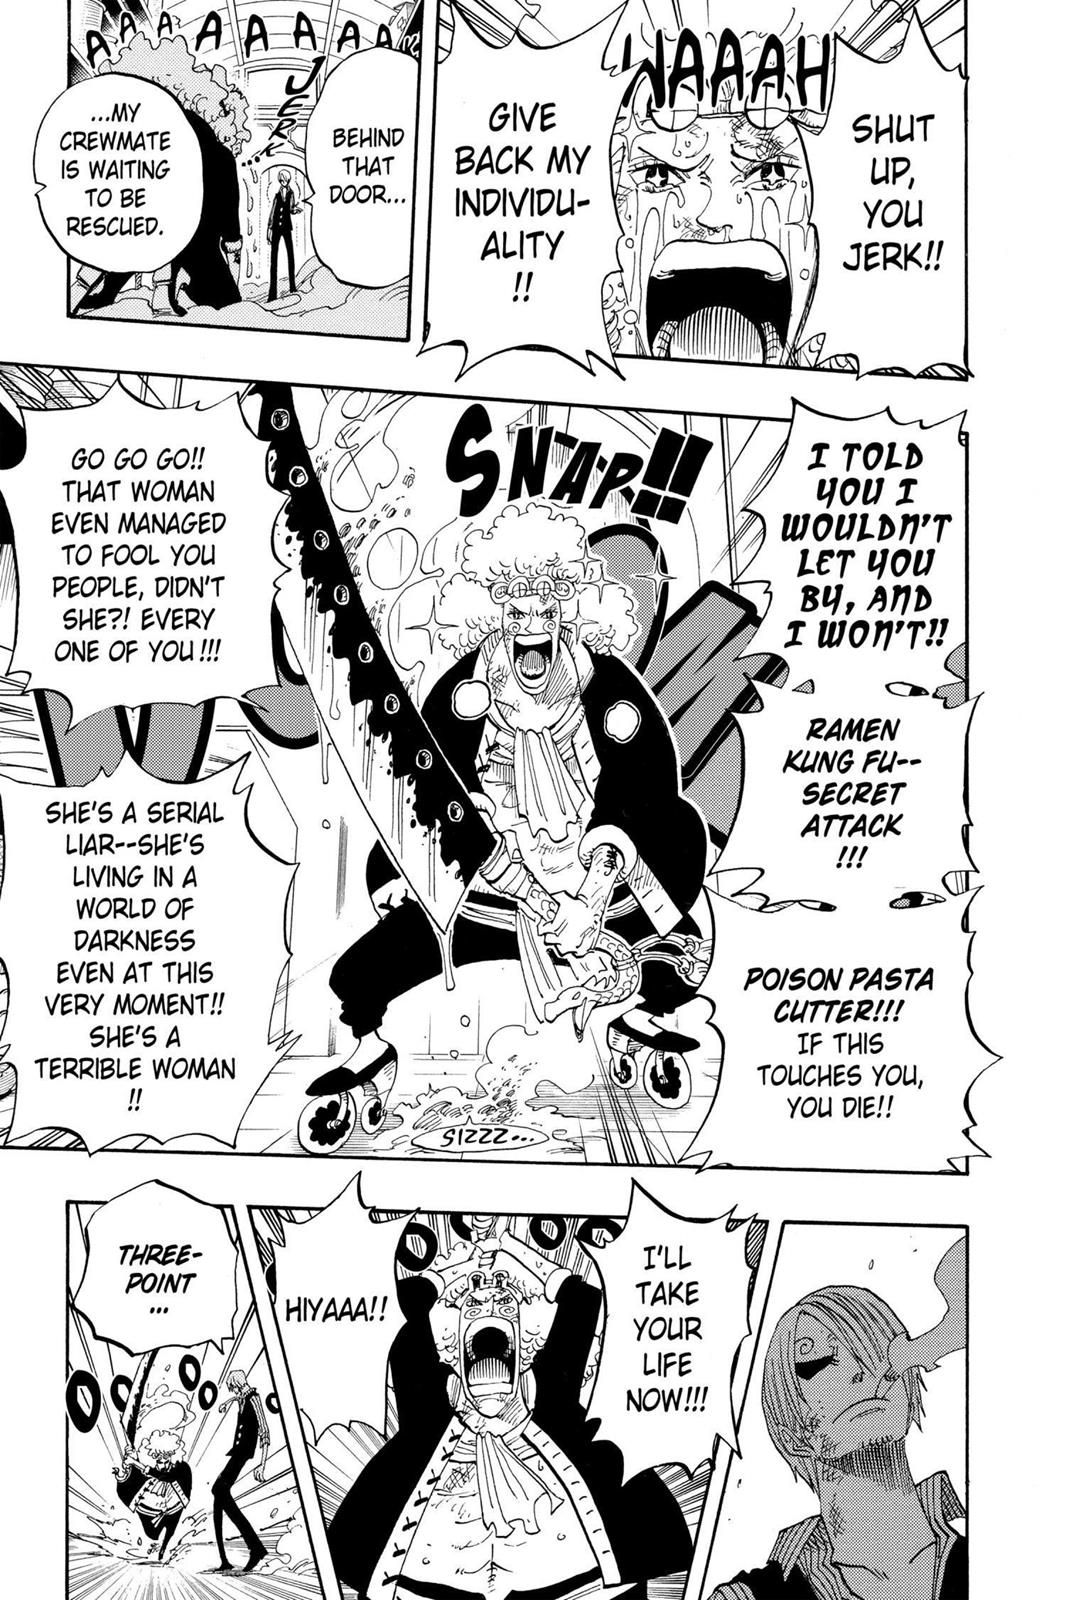 SHUT
UP,
YOU
JERK!!
WAAAH
GIVE
BACK MY
INDIVIDU-
ALITY
!!
AAAAAAAA
JERK...
BEHIND
THAT
DOOR...
...MY
CREWMATE
IS WAITING
TO BE
RESCUED.
I TOLD
YOU I
WOULDN'T
LET YOU
BY, AND
I WON'T!!
RAMEN
KUNG FU--
SECRET
ATTACK
!!!
POISON PASTA
CUTTER!!!
IF THIS
TOUCHES YOU,
YOU DIE!!
SNAP!!
SIZZZ...
GO GO GO!!
THAT WOMAN
EVEN MANAGED
TO FOOL YOU
PEOPLE, DIDN'T
SHE?! EVERY
ONE OF YOU!!!
SHE'S A SERIAL
LIAR--SHE'S
LIVING IN A
WORLD OF
DARKNESS
EVEN AT THIS
VERY MOMENT!!
SHE'S A
TERRIBLE WOMAN
!!
I'LL
TAKE
YOUR
LIFE
NOW!!!
HIYAAA!!
THREE-
POINT
...